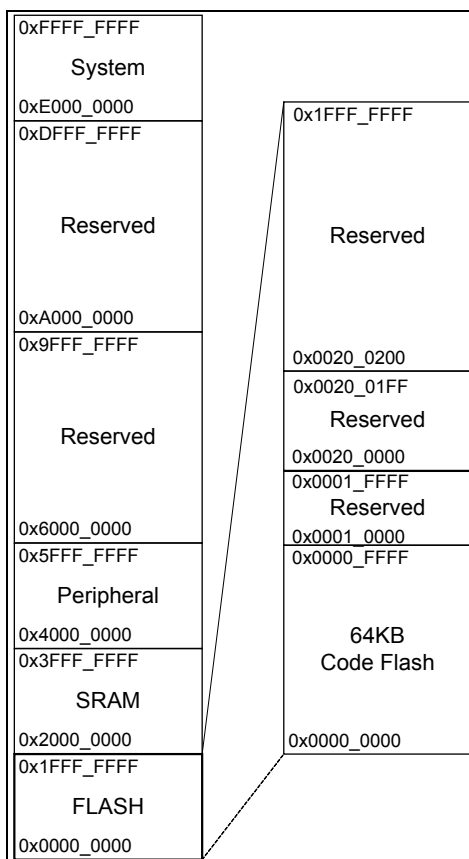 0xFFFF_FFFF
System
0xE000_0000
0xDFFF_FFFF
Reserved
0xA000_0000
0x9FFF_FFFF
Reserved
0x6000_0000
0x5FFF_FFFF
Peripheral
0x4000_0000
0x3FFF_FFFF
SRAM
0x2000_0000
0x1FFF_FFFF
FLASH
0x0000_0000
0x1FFF_FFFF
Reserved
0x0020_0200
0x0020_01FF
Reserved
0x0020_0000
0x0001_FFFF
Reserved
0x0001_0000
0x0000_FFFF
64KB
Code Flash
0x0000_0000